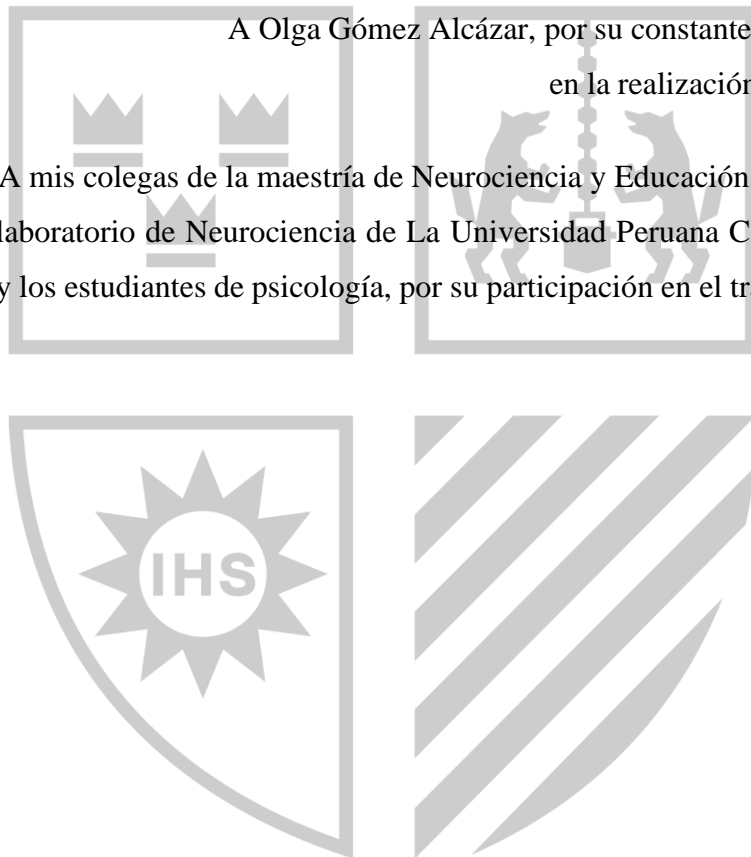 A Olga Gómez Alcázar, por su constante
en la realización
A mis colegas de la maestría de Neurociencia y Educación
laboratorio de Neurociencia de La Universidad Peruana C
y los estudiantes de psicología, por su participación en el tr
IHS